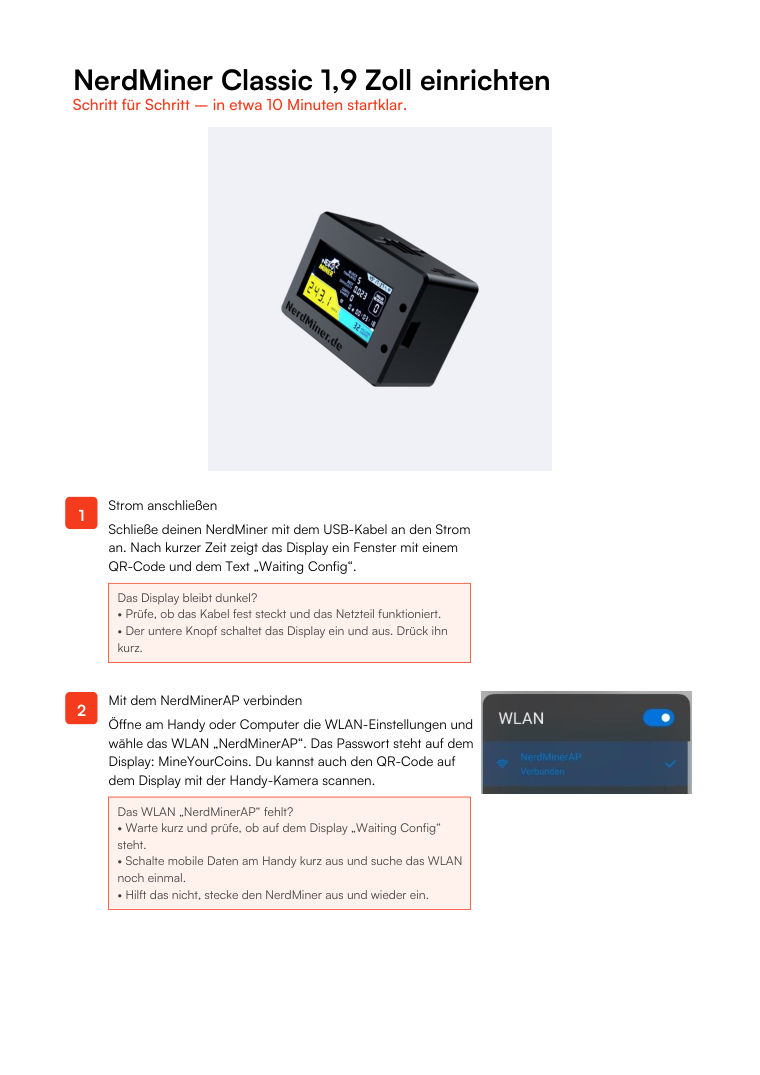 NerdMiner Classic 1,9 Zoll einrichten
Schritt für Schritt — in etwa 10 Minuten startklar.
NERD
MINER
243.1
NerdMiner.de
1
Strom anschließen
Schließe deinen NerdMiner mit dem USB-Kabel an den Strom
an. Nach kurzer Zeit zeigt das Display ein Fenster mit einem
QR-Code und dem Text „Waiting Config“.
Das Display bleibt dunkel?
• Prüfe, ob das Kabel fest steckt und das Netzteil funktioniert.
• Der untere Knopf schaltet das Display ein und aus. Drück ihn
kurz.
2
Mit dem NerdMinerAP verbinden
Öffne am Handy oder Computer die WLAN-Einstellungen und
wähle das WLAN „NerdMinerAP“. Das Passwort steht auf dem
Display: MineYourCoins. Du kannst auch den QR-Code auf
dem Display mit der Handy-Kamera scannen.
WLAN
NerdMinerAP
Verbunden
Das WLAN „NerdMinerAP“ fehlt?
• Warte kurz und prüfe, ob auf dem Display „Waiting Config“
steht.
• Schalte mobile Daten am Handy kurz aus und suche das WLAN
noch einmal.
• Hilft das nicht, stecke den NerdMiner aus und wieder ein.